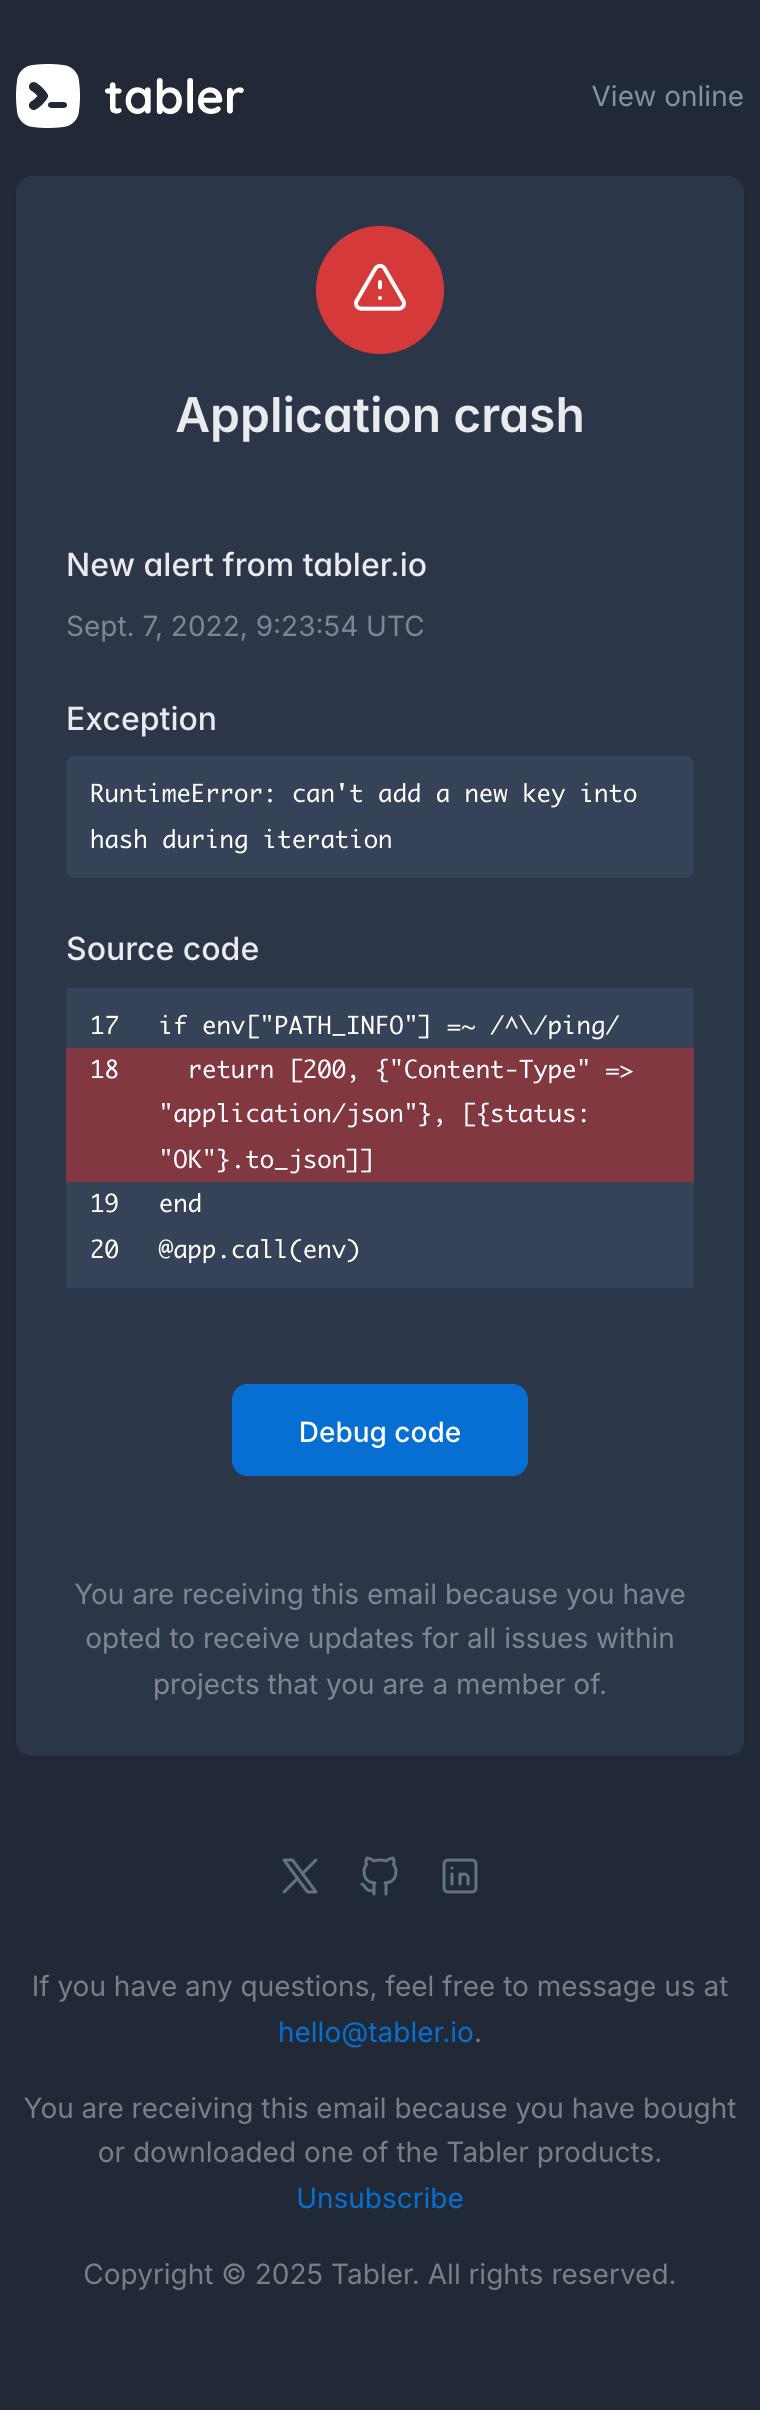 tabler
View online
Application crash
New alert from tabler.io
Sept. 7, 2022, 9:23:54 UTC
Exception
RuntimeError: can't add a new key into
hash during iteration
Source code
17 if env["PATH_INFO"] =~ /^\/ping/
18 return [200, {"Content-Type" =>
"application/json"}, [{status:
"OK"}.to_json]]
19 end
20 @app.call(env)
Debug code
You are receiving this email because you have
opted to receive updates for all issues within
projects that you are a member of.
If you have any questions, feel free to message us at
hello@tabler.io.
You are receiving this email because you have bought
or downloaded one of the Tabler products.
Unsubscribe
Copyright © 2025 Tabler. All rights reserved.